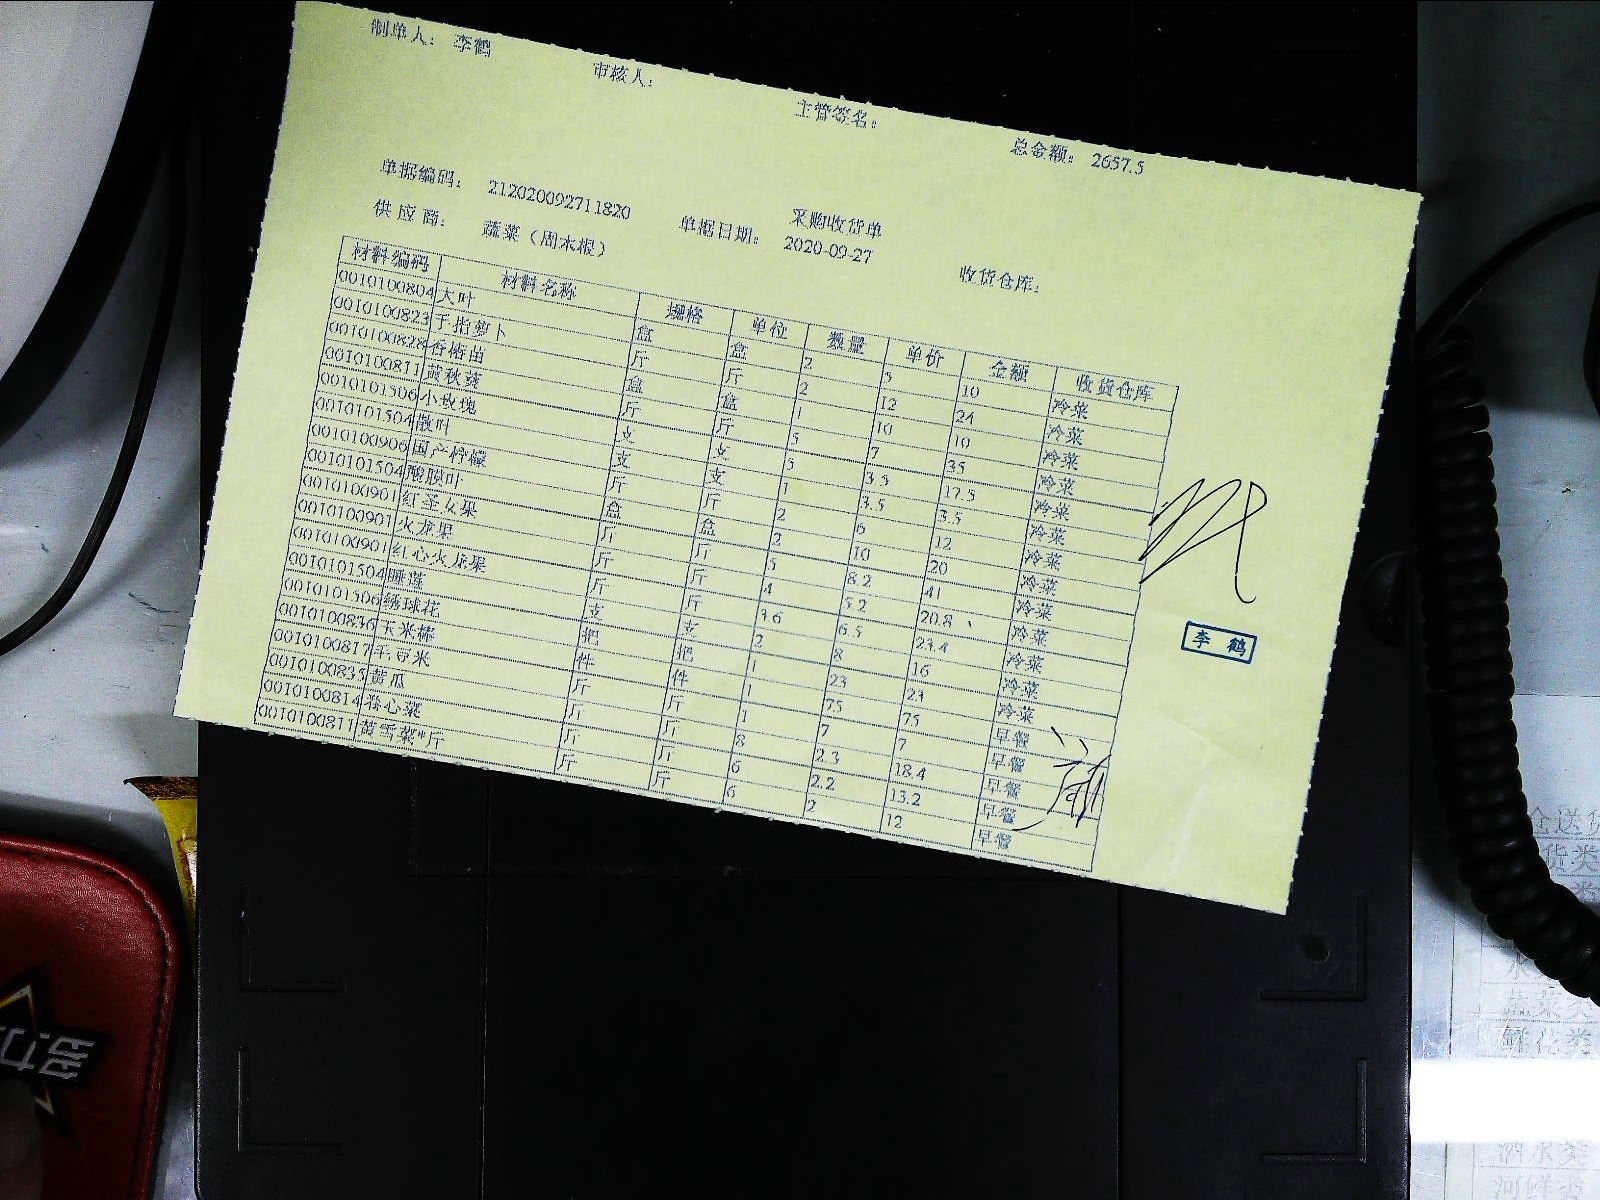 制单人： 李鹤 审核人： 主管签名： 总金额： 2657.5
采购收货单
单据编码： 212020092711820 单据日期： 2020-09-27 收货仓库：
供应商： 蔬菜（周木根）
材料编码 材料名称 规格 单位 数量 单价 金额 收货仓库
0010100804 大叶 盒 盒 2 5 10 冷菜
0010100823 手指萝卜 斤 斤 2 12 24 冷菜
0010100828 香椿苗 盒 盒 1 10 10 冷菜
0010100811 黄秋葵 斤 斤 5 7 35 冷菜
0010101506 小玫瑰 支 支 5 3.5 17.5 冷菜
0010101504 散叶 支 支 1 3.5 3.5 冷菜
0010100906 国产柠檬 斤 斤 2 6 12 冷菜
0010101504 酸膜叶 盒 盒 2 10 20 冷菜
0010100901 红圣女果 斤 斤 5 8.2 41 冷菜
0010100901 火龙果 斤 斤 4 5.2 20.8 冷菜
0010100901 红心火龙果 斤 斤 3.6 6.5 23.4 冷菜
0010101504 睡莲 支 支 2 8 16 冷菜
0010101506 绣球花 把 把 1 23 23 冷菜
0010100836 玉米棒 件 件 1 75 75 早餐
0010100817 毛豆米 斤 斤 1 7 7 早餐
0010100835 黄瓜 斤 斤 8 2.3 18.4 早餐
0010100814 菜心菜 斤 斤 6 2.2 13.2 早餐
0010100811 黄雪菜*斤 斤 斤 6 2 12 早餐
李 鹤
蔬菜类
鲜花类
酒水类